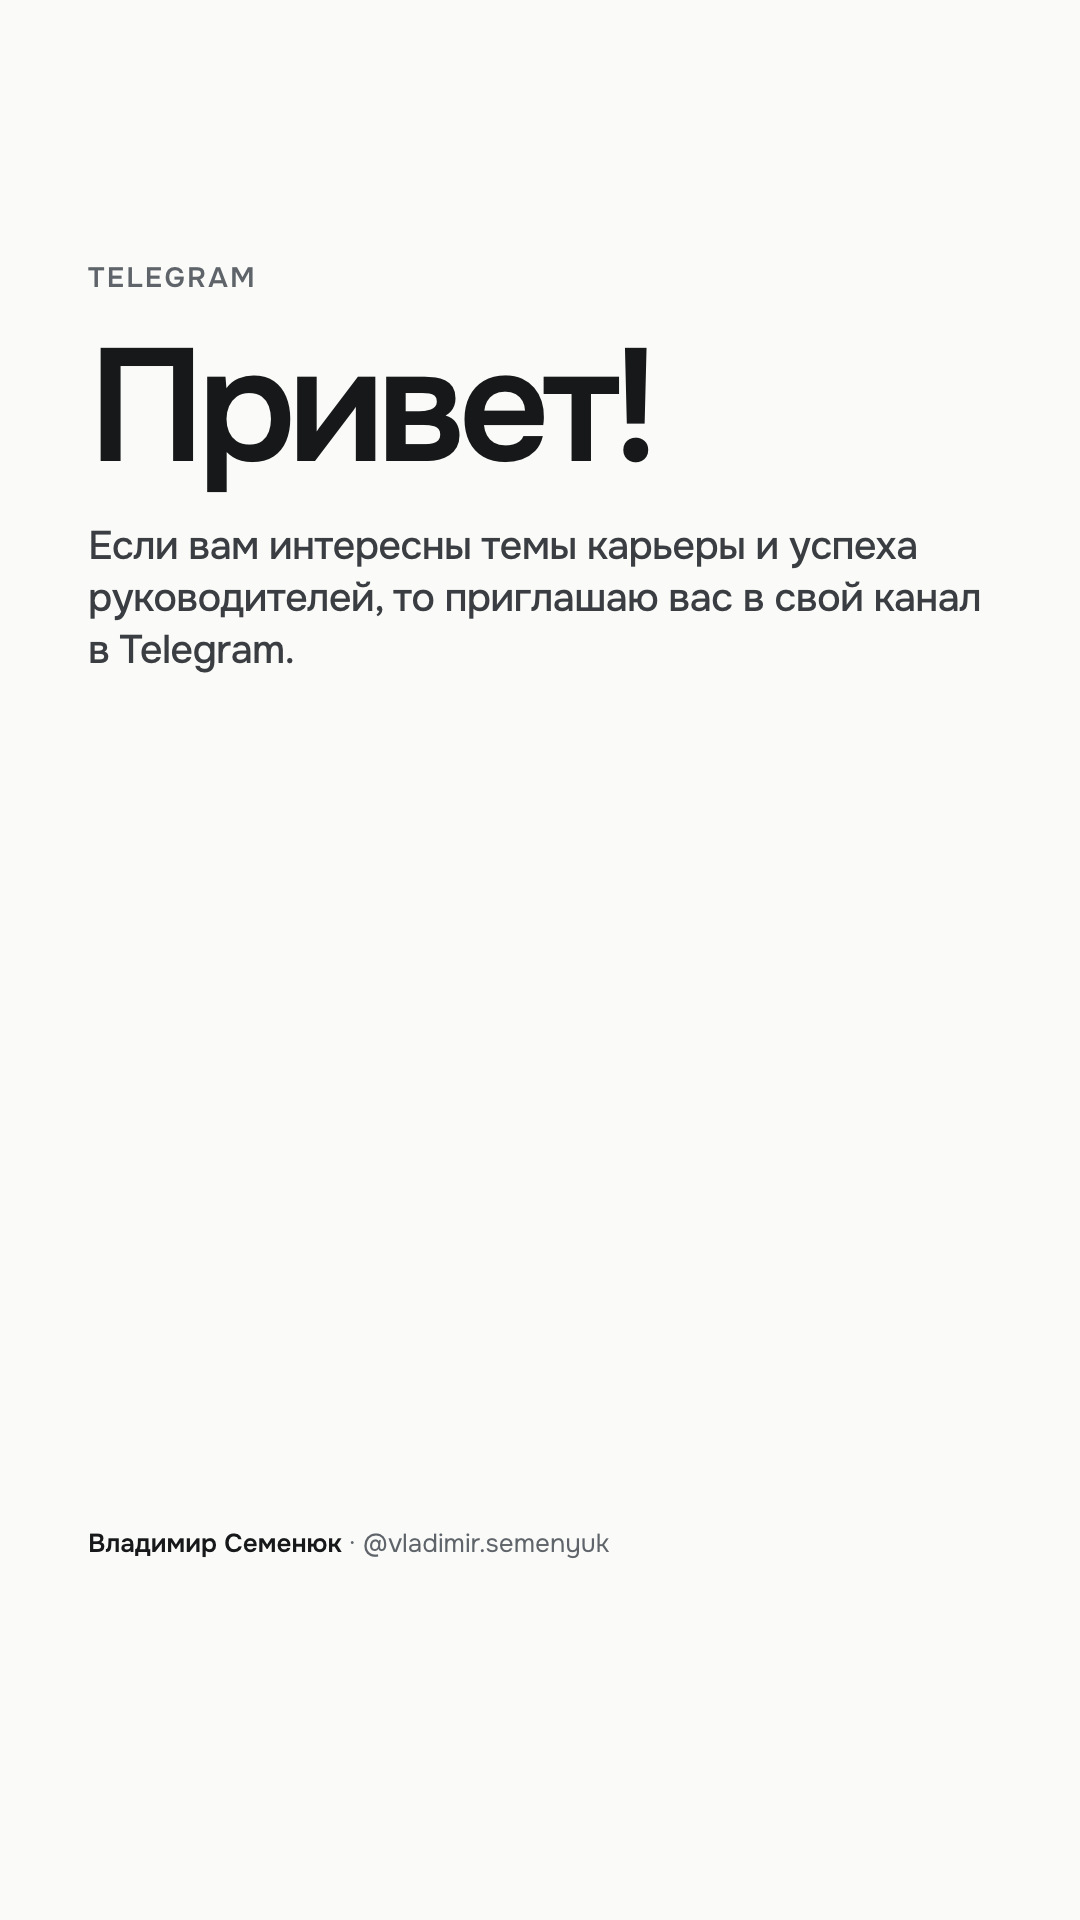 TELEGRAM
Привет!
Если вам интересны темы карьеры и успеха
руководителей, то приглашаю вас в свой канал
в Telegram.
Владимир Семенюк · @vladimir.semenyuk